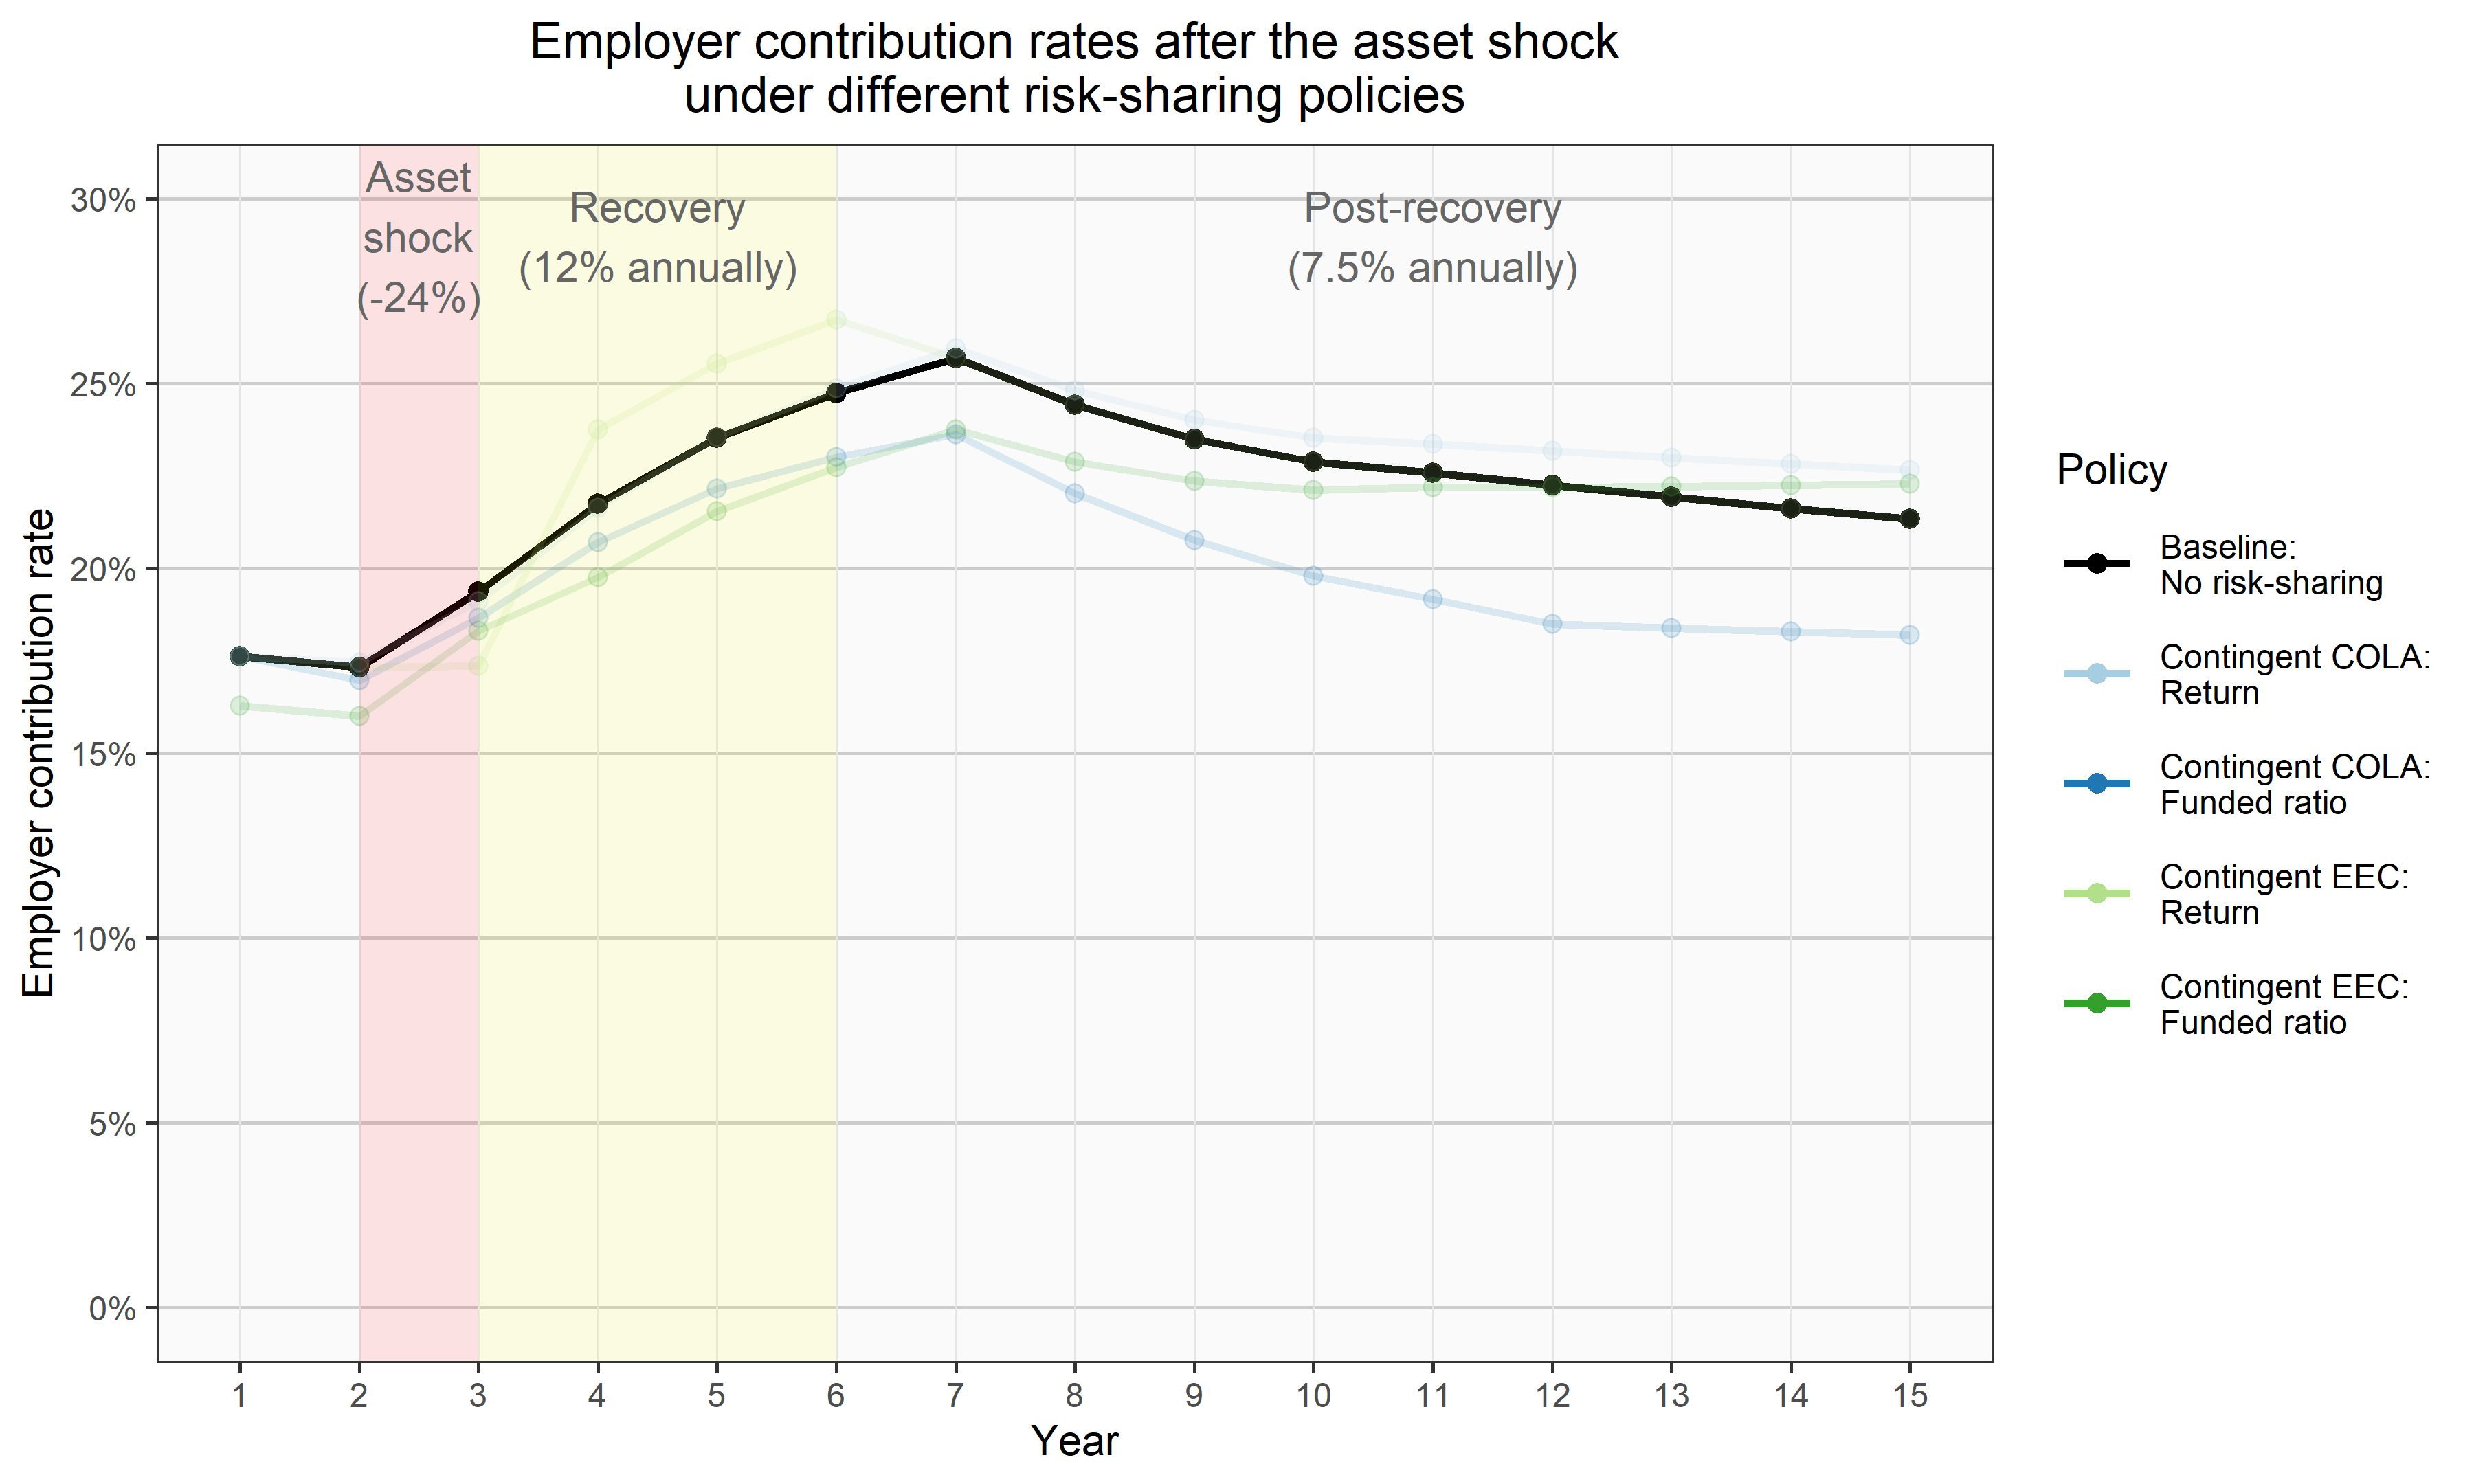 Employer contribution rates after the asset shock
under different risk-sharing policies
Employer contribution rate
30%
25%
20%
15%
10%
5%
0%
Asset
shock
(-24%)
Recovery
(12% annually)
Post-recovery
(7.5% annually)
1 2 3 4 5 6 7 8 9 10 11 12 13 14 15
Year
Policy
Baseline:
No risk-sharing
Contingent COLA:
Return
Contingent COLA:
Funded ratio
Contingent EEC:
Return
Contingent EEC:
Funded ratio